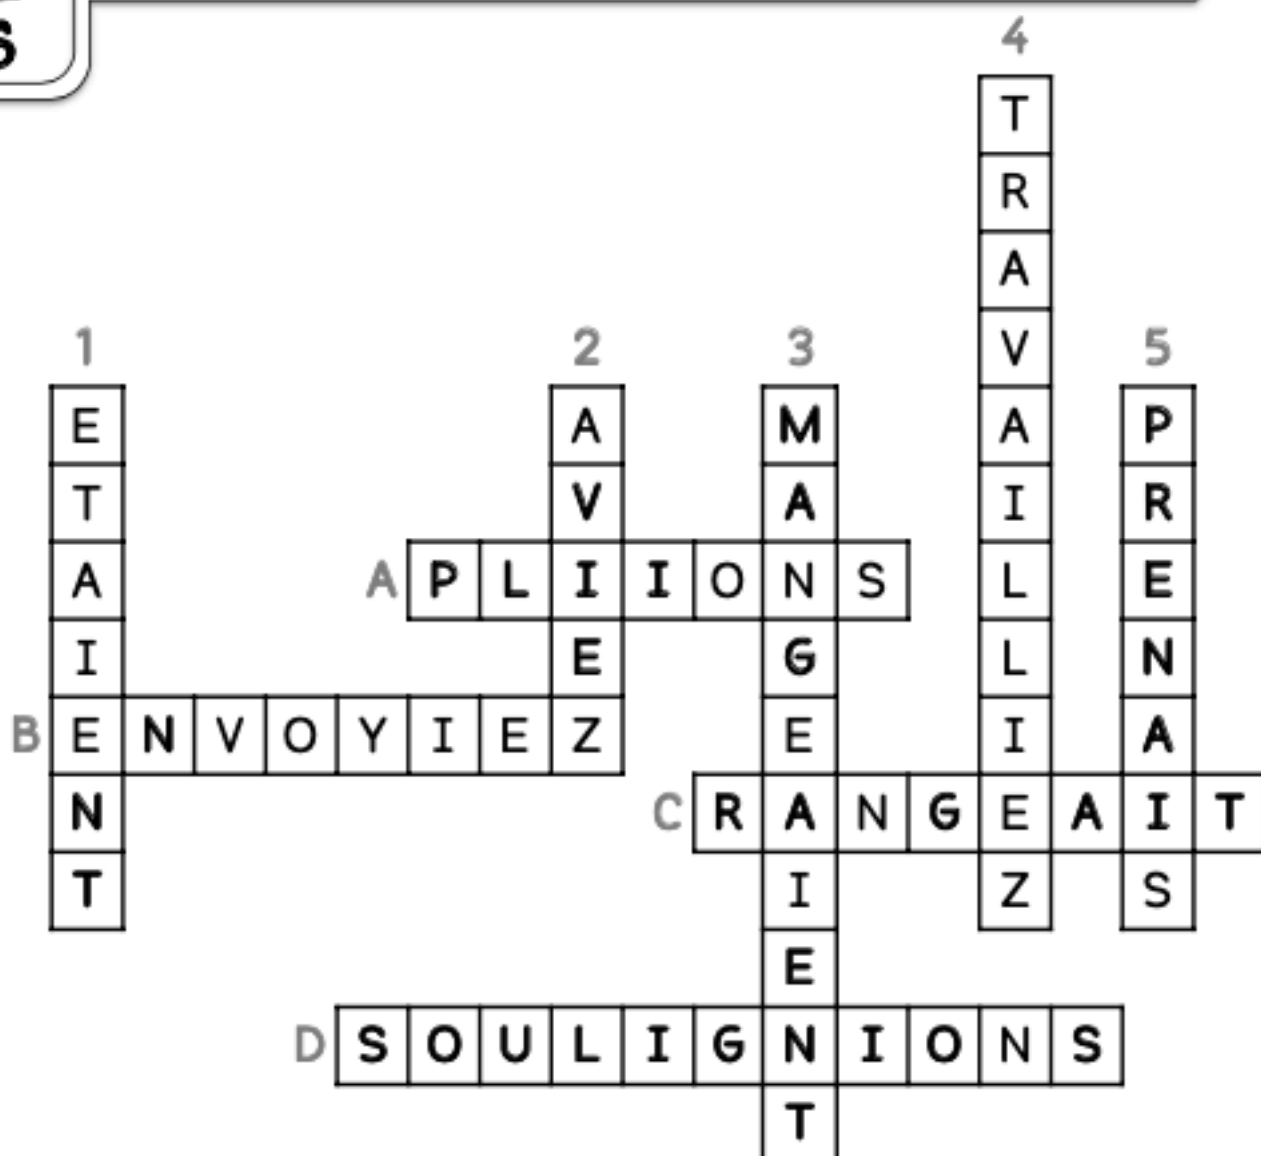 4
T
R
A
1 2 3 V 5
E A M A P
T V A I R
A A P L I I O N S L E
I E G L N
B E N V O Y I E Z E I A
N C R A N G E A I T
T I Z S
E
D S O U L I G N I O N S
T